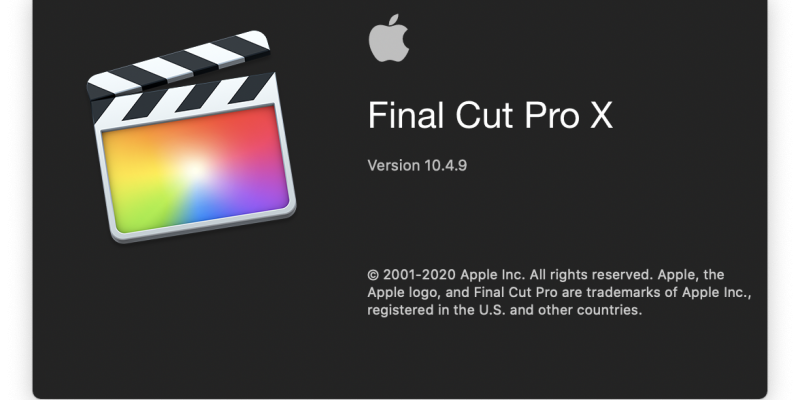 Final Cut Pro X
Version 10.4.9
© 2001-2020 Apple Inc. All rights reserved. Apple, the
Apple logo, and Final Cut Pro are trademarks of Apple Inc.,
registered in the U.S. and other countries.